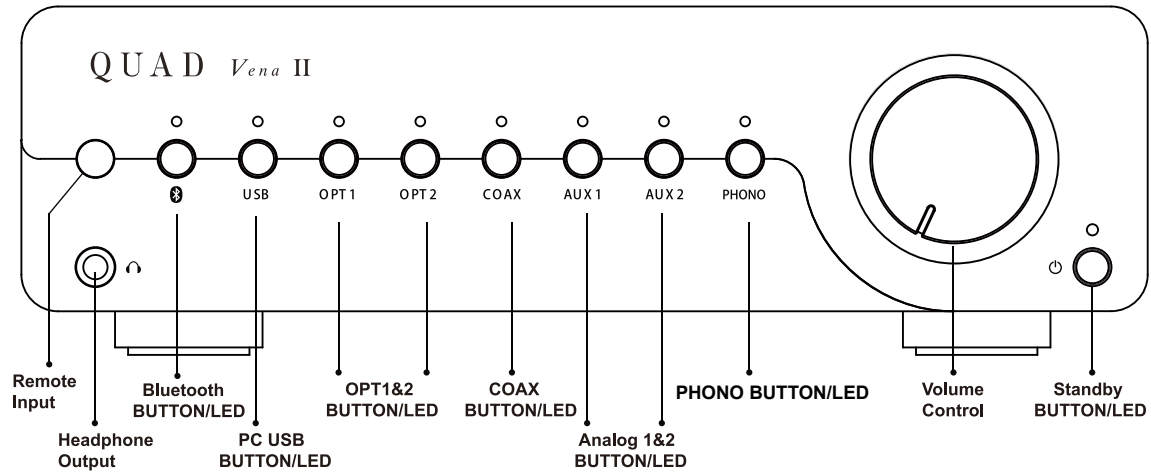 QUAD Vena II
USB OPT 1 OPT 2 COAX AUX 1 AUX 2 PHONO
Remote
Input
Bluetooth
BUTTON/LED
OPT1&2
BUTTON/LED
COAX
BUTTON/LED
PHONO BUTTON/LED
Volume
Control
Standby
BUTTON/LED
Headphone
Output
PC USB
BUTTON/LED
Analog 1&2
BUTTON/LED